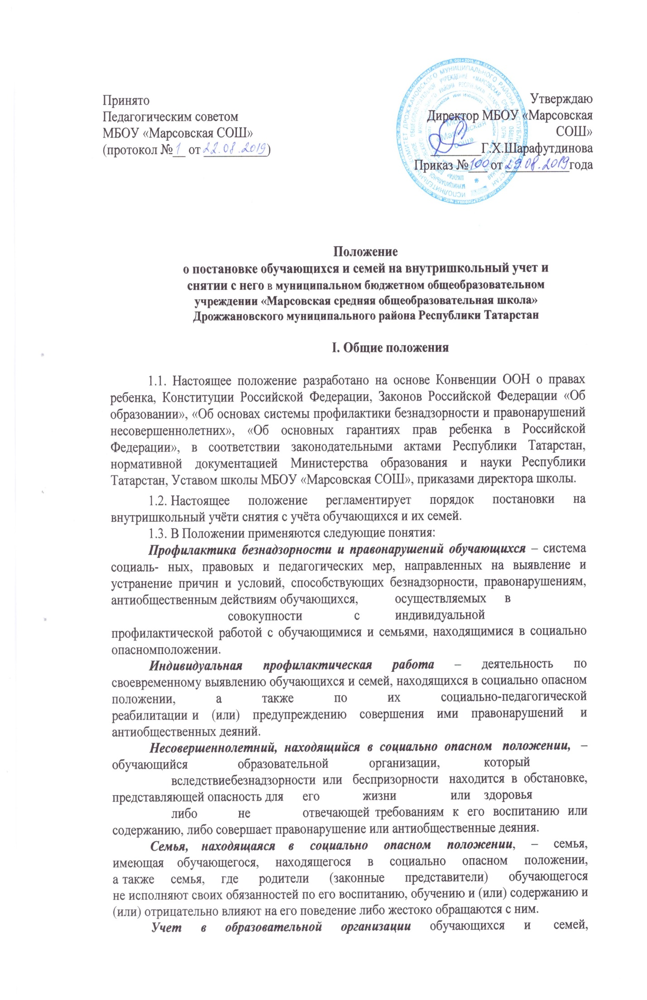 Принято
Педагогическим советом
МБОУ «Марсовская СОШ»
(протокол № 1 от 22.08.2019)
Утверждаю
Директор МБОУ «Марсовская
СОШ»
________Г.Х.Шарафутдинова
Приказ № 100 от 29.08.2019года
МБОУ
«Марсовская
СОШ»
Положение
о постановке обучающихся и семей на внутришкольный учет и
снятии с него в муниципальном бюджетном общеобразовательном
учреждении «Марсовская средняя общеобразовательная школа»
Дрожжановского муниципального района Республики Татарстан
I. Общие положения
1.1. Настоящее положение разработано на основе Конвенции ООН о правах
ребенка, Конституции Российской Федерации, Законов Российской Федерации «Об
образовании», «Об основах системы профилактики безнадзорности и правонарушений
несовершеннолетних», «Об основных гарантиях прав ребенка в Российской
Федерации», в соответствии законодательными актами Республики Татарстан,
нормативной документацией Министерства образования и науки Республики
Татарстан, Уставом школы МБОУ «Марсовская СОШ», приказами директора школы.
1.2. Настоящее положение регламентирует порядок постановки на
внутришкольный учёти снятия с учёта обучающихся и их семей.
1.3. В Положении применяются следующие понятия:
Профилактика безнадзорности и правонарушений обучающихся – система
социаль- ных, правовых и педагогических мер, направленных на выявление и
устранение причин и условий, способствующих безнадзорности, правонарушениям,
антиобщественным действиям обучающихся, осуществляемых в
совокупности с индивидуальной
профилактической работой с обучающимися и семьями, находящимися в социально
опасномположении.
Индивидуальная профилактическая работа – деятельность по
своевременному выявлению обучающихся и семей, находящихся в социально опасном
положении, а также по их социально-педагогической
реабилитации и (или) предупреждению совершения ими правонарушений и
антиобщественных деяний.
Несовершеннолетний, находящийся в социально опасном положении, –
обучающийся образовательной организации, который
вследствиебезнадзорности или беспризорности находится в обстановке,
представляющей опасность для его жизни или здоровья
либо не отвечающей требованиям к его воспитанию или
содержанию, либо совершает правонарушение или антиобщественные деяния.
Семья, находящаяся в социально опасном положении, – семья,
имеющая обучающегося, находящегося в социально опасном положении,
а также семья, где родители (законные представители) обучающегося
не исполняют своих обязанностей по его воспитанию, обучению и (или) содержанию и
(или) отрицательно влияют на его поведение либо жестоко обращаются с ним.
Учет в образовательной организации обучающихся и семей,